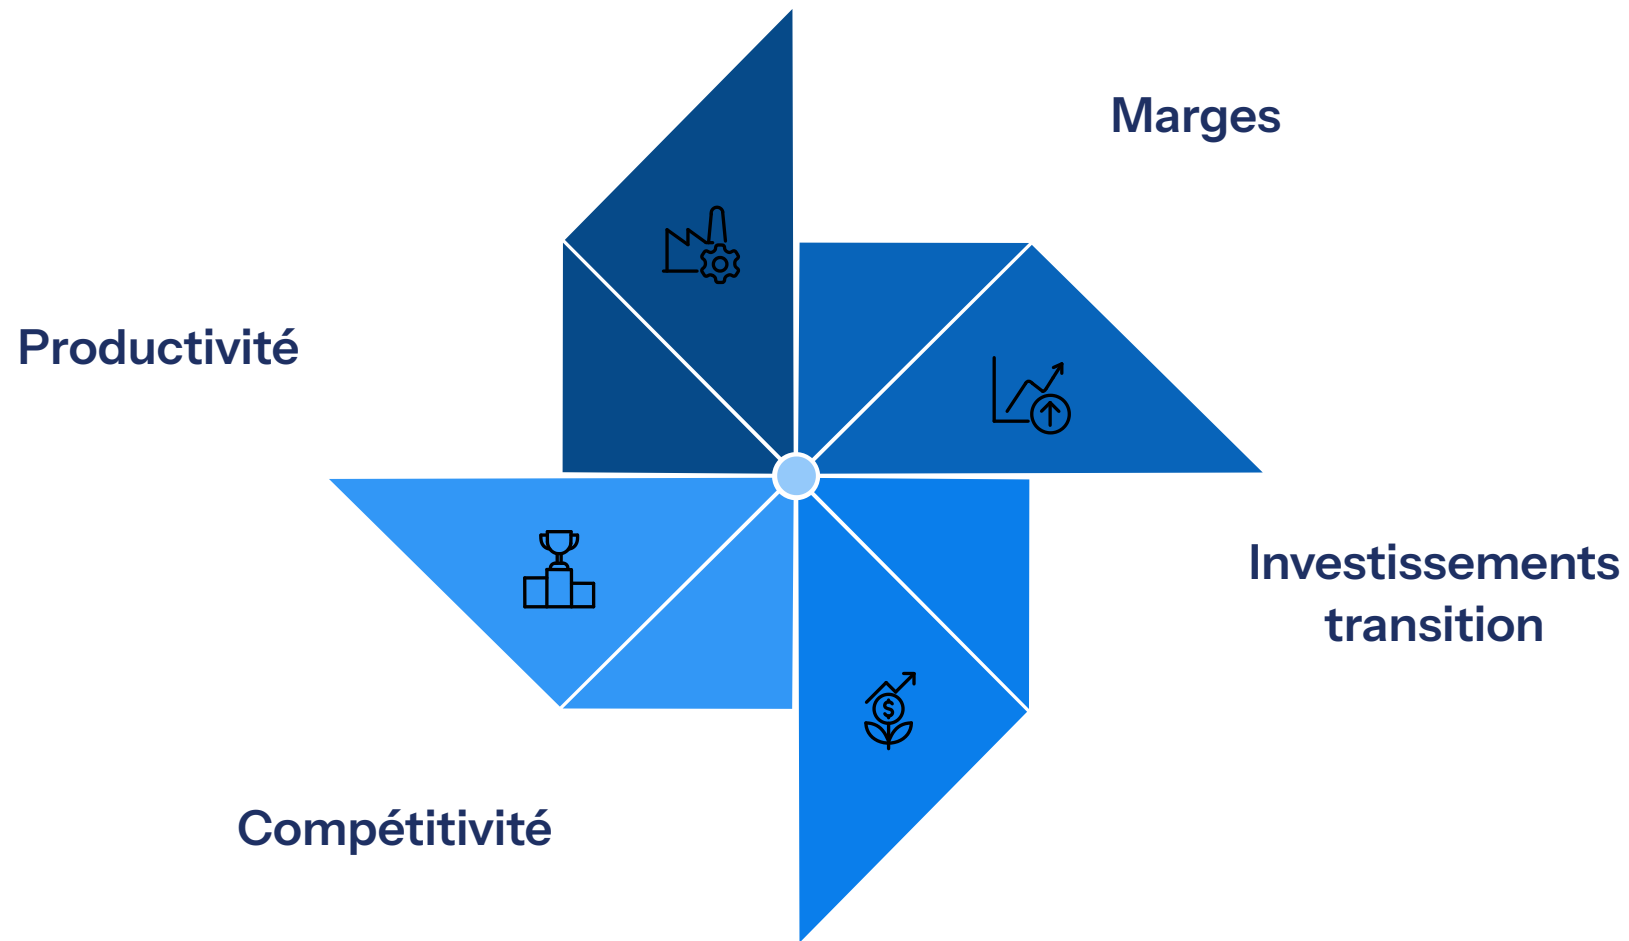 Marges
Productivité
Investissements
transition
Compétitivité
$